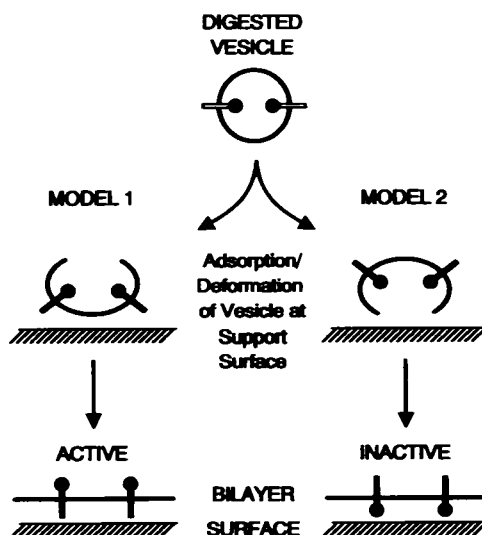 DIGESTED
VESICLE
MODEL 1
MODEL 2
Adsorption/
Deformation
of Vesicle at
Support
Surface
ACTIVE
INACTIVE
BILAYER
SURFACE